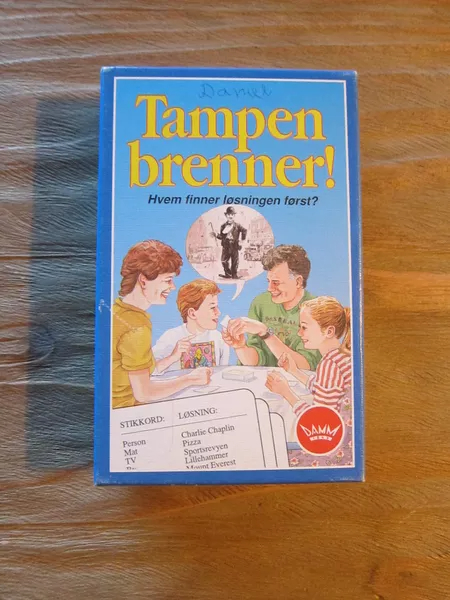 Daniel
Tampen
brenner!
Hvem finner løsningen først?
STIKKORD: LØSNING:
Person Charlie Chaplin
Mat Pizza
TV Sportsrevyen
Lillehammer
Mount Everest
DAMM